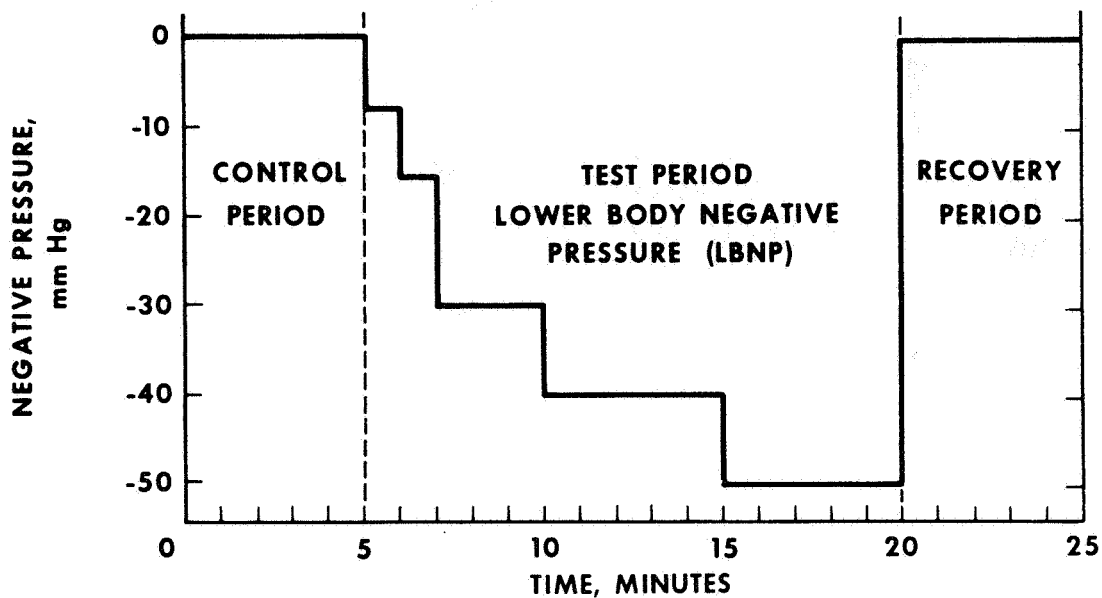 NEGATIVE PRESSURE,
mm Hg
0
-10
-20
-30
-40
-50
CONTROL
PERIOD
TEST PERIOD
LOWER BODY NEGATIVE
PRESSURE (LBNP)
RECOVERY
PERIOD
0 5 10 15 20 25
TIME, MINUTES